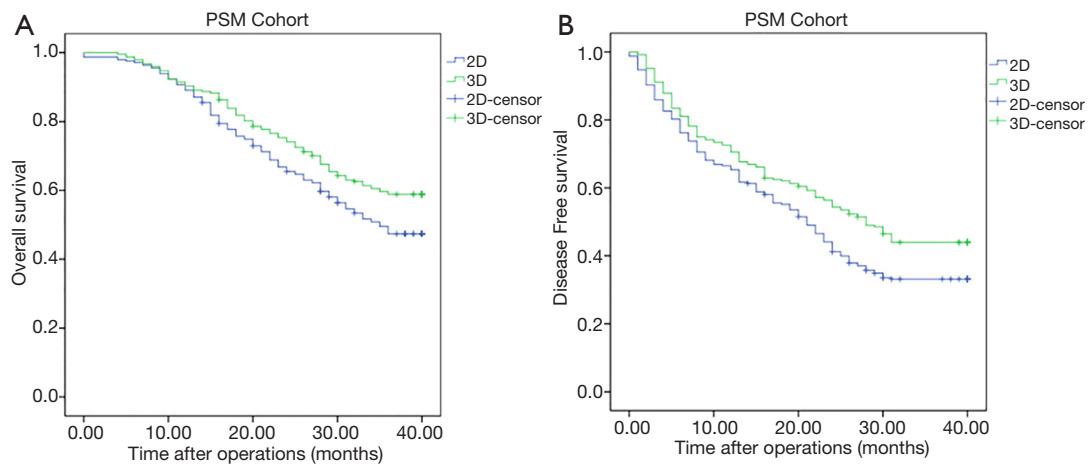 A
PSM Cohort
Overall survival
1.0
0.8
0.6
0.4
0.2
0.0
0.00 10.00 20.00 30.00 40.00
Time after operations (months)
2D
3D
2D-censor
3D-censor
B
PSM Cohort
Disease Free survival
1.0
0.8
0.6
0.4
0.2
0.0
0.00 10.00 20.00 30.00 40.00
Time after operations (months)
2D
3D
2D-censor
3D-censor